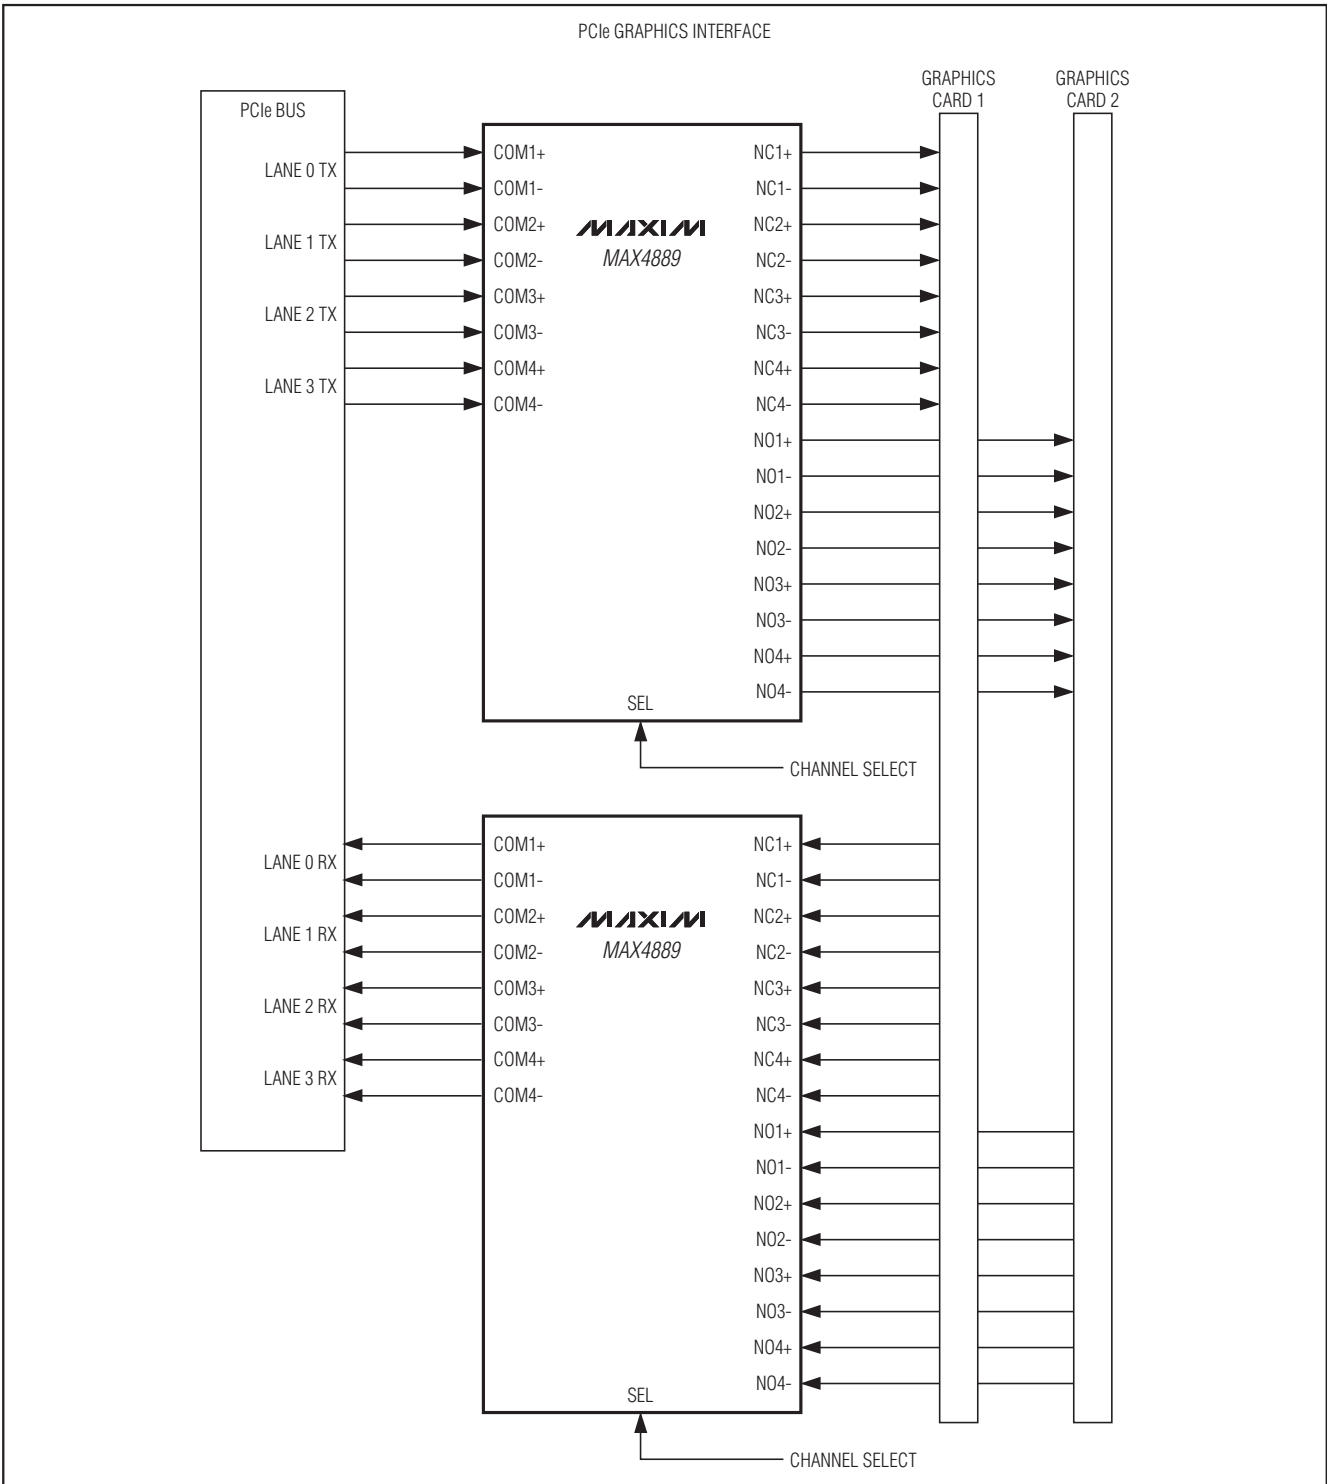 PCIe GRAPHICS INTERFACE
GRAPHICS
CARD 1
GRAPHICS
CARD 2
PCIe BUS
LANE 0 TX
LANE 1 TX
LANE 2 TX
LANE 3 TX
COM1+
COM1-
COM2+
COM2-
COM3+
COM3-
COM4+
COM4-
MAXIM
MAX4889
NC1+
NC1-
NC2+
NC2-
NC3+
NC3-
NC4+
NC4-
NO1+
NO1-
NO2+
NO2-
NO3+
NO3-
NO4+
NO4-
SEL
CHANNEL SELECT
LANE 0 RX
LANE 1 RX
LANE 2 RX
LANE 3 RX
COM1+
COM1-
COM2+
COM2-
COM3+
COM3-
COM4+
COM4-
MAXIM
MAX4889
NC1+
NC1-
NC2+
NC2-
NC3+
NC3-
NC4+
NC4-
NO1+
NO1-
NO2+
NO2-
NO3+
NO3-
NO4+
NO4-
SEL
CHANNEL SELECT